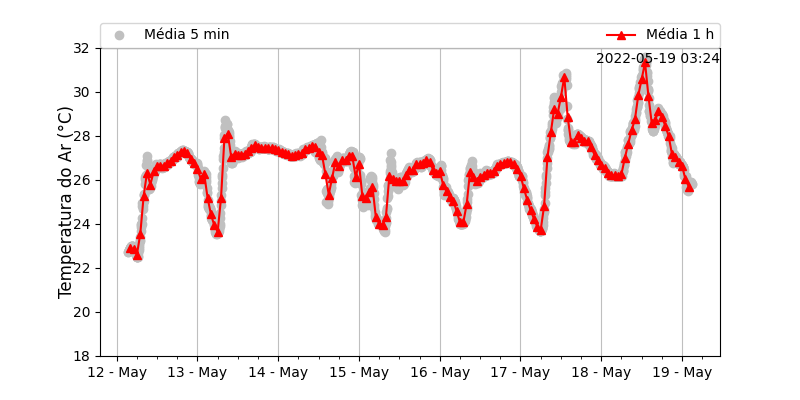 Média 5 min
Média 1 h
2022-05-19 03:24
Temperatura do Ar (°C)
32
30
28
26
24
22
20
18
12 - May
13 - May
14 - May
15 - May
16 - May
17 - May
18 - May
19 - May